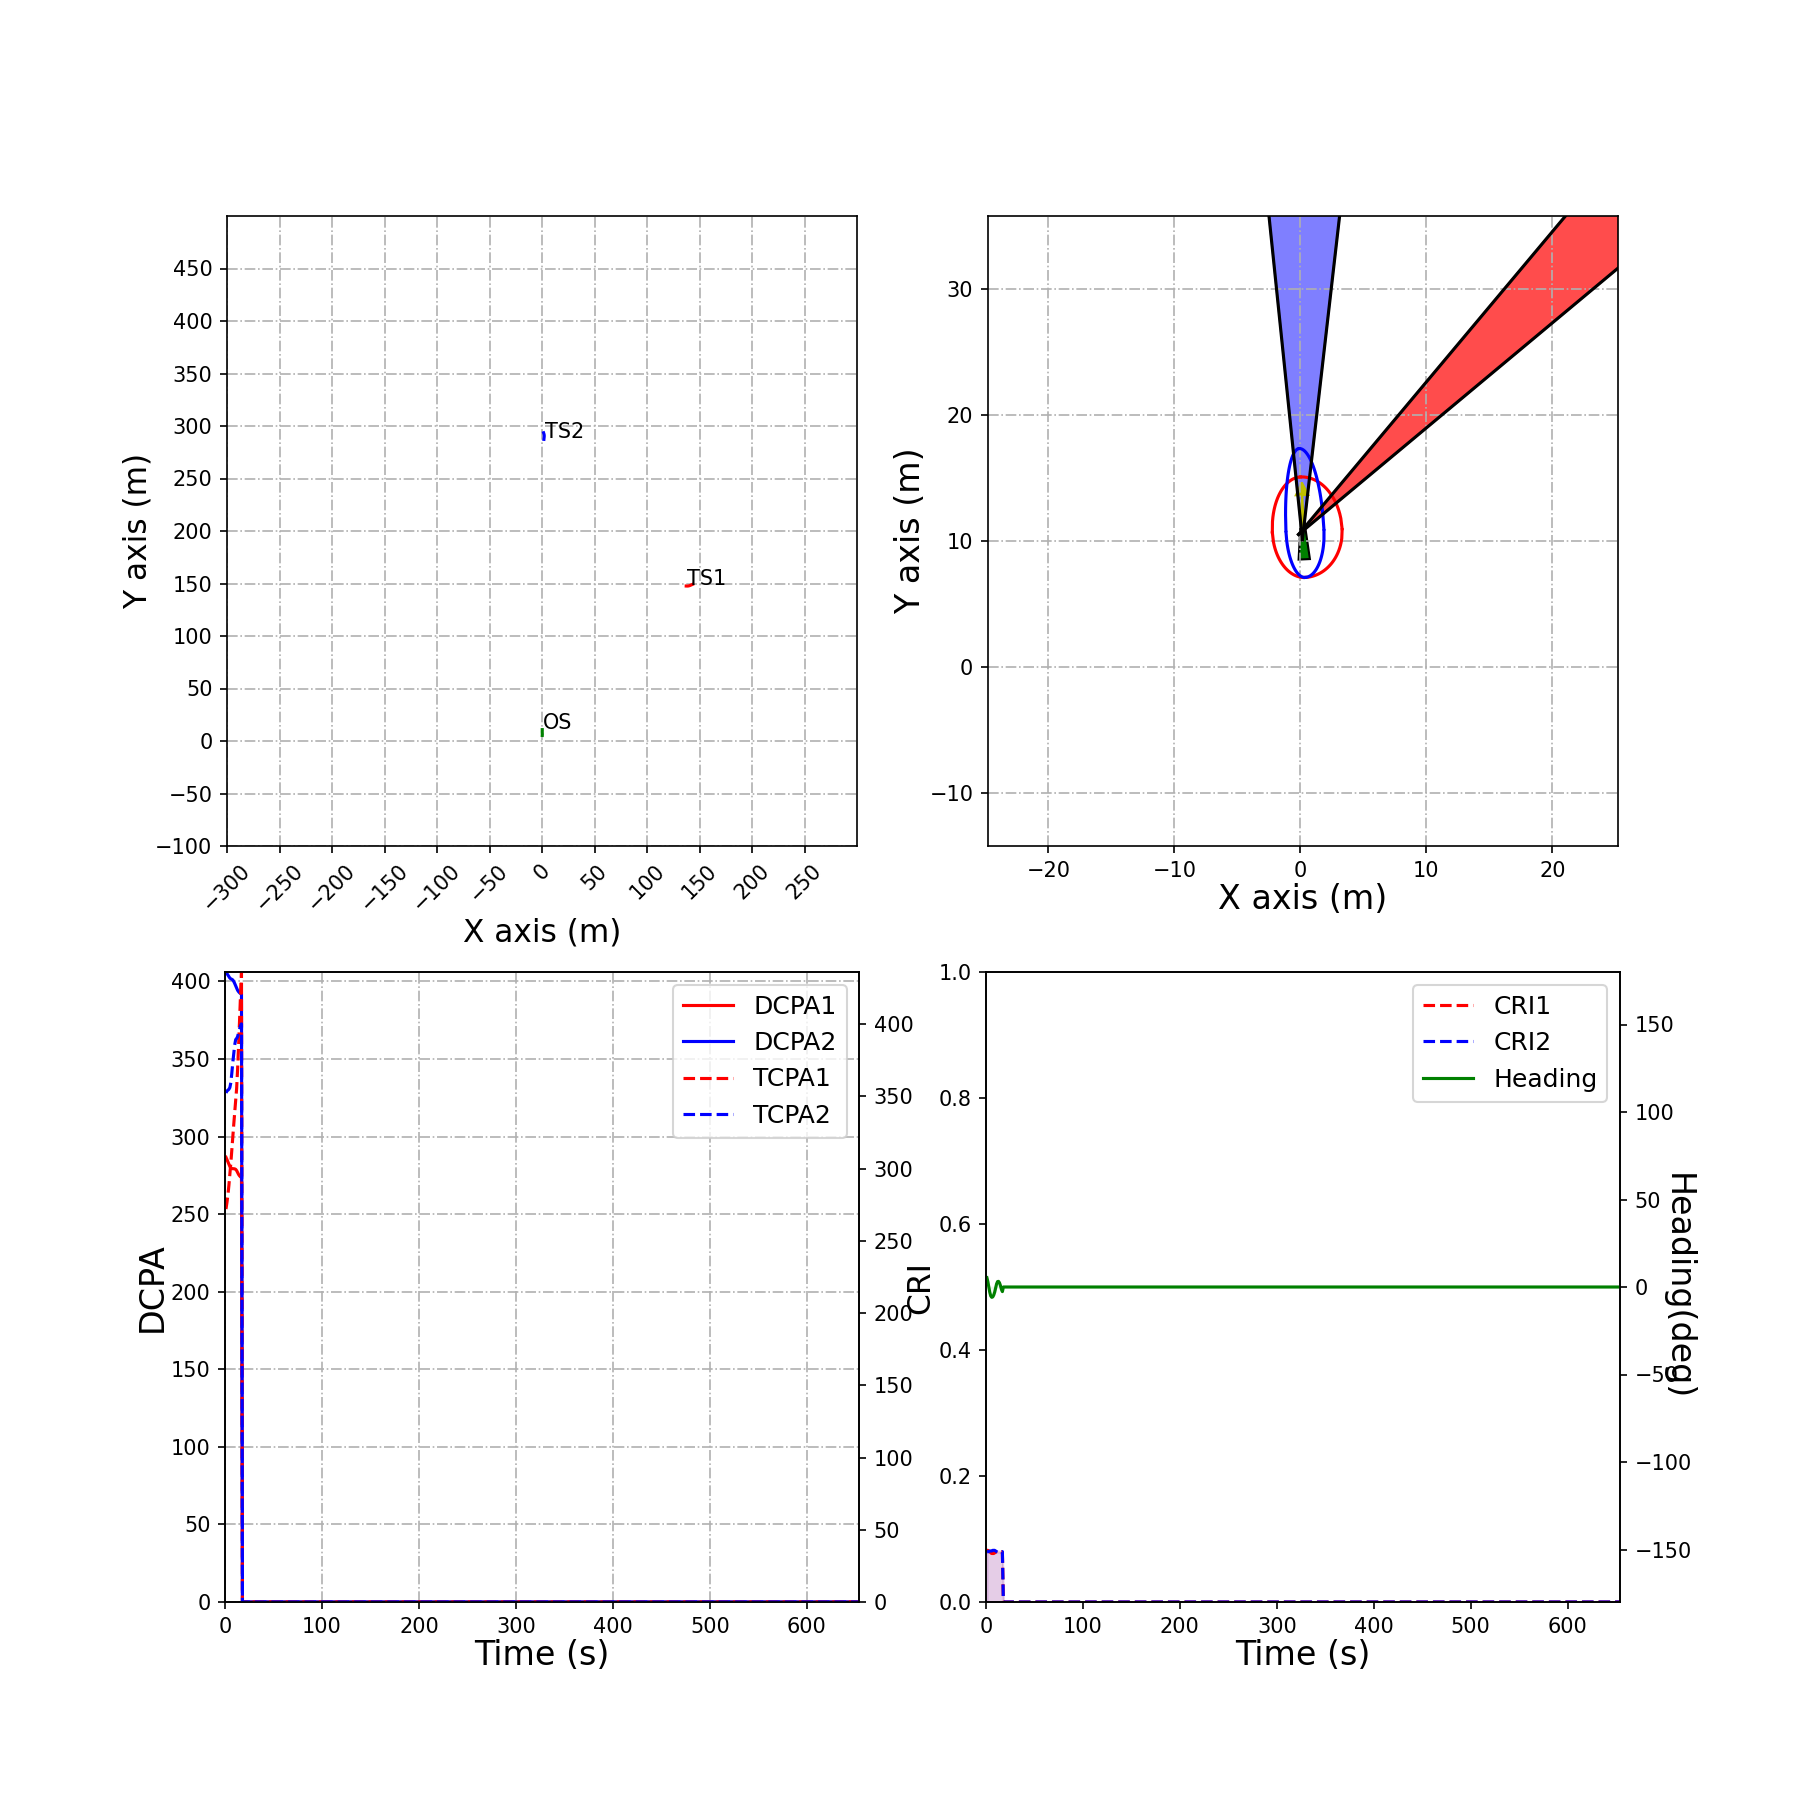 450
400
350
300
250
200
150
100
50
0
−50
−100
Y axis (m)
TS2
TS1
OS
−300 −250 −200 −150 −100 −50 0 50 100 150 200 250
X axis (m)
30
20
10
0
−10
Y axis (m)
−20 −10 0 10 20
X axis (m)
400
350
300
250
200
150
100
50
0
DCPA
DCPA1
DCPA2
TCPA1
TCPA2
400
350
300
250
200
150
100
50
0
0 100 200 300 400 500 600
Time (s)
1.0
0.8
0.6
0.4
0.2
0.0
CRI
CRI1
CRI2
Heading
150
100
50
0
−50
−100
−150
Heading(deg)
0 100 200 300 400 500 600
Time (s)